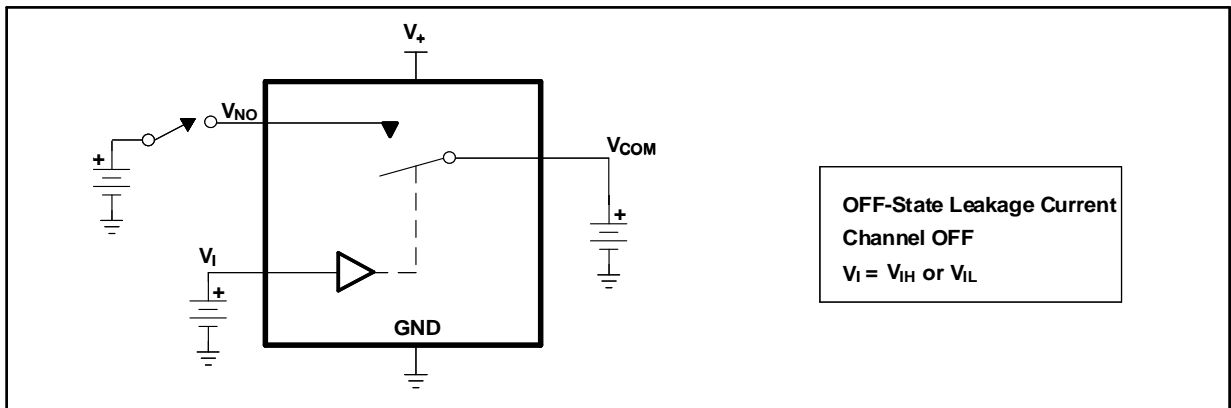 V+
VNO
+
VCOM
+
VI
+
GND
OFF-State Leakage Current
Channel OFF
VI = VIH or VIL